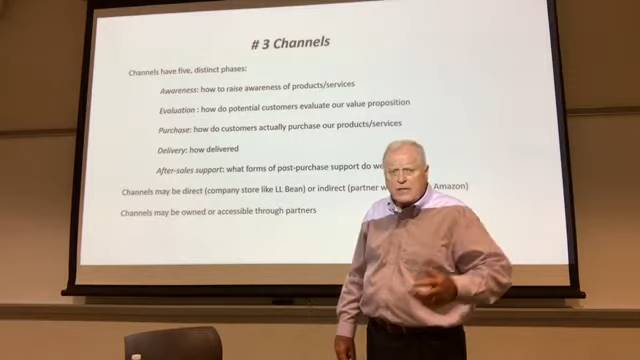 # 3 Channels
Channels have five, distinct phases:
Awareness: how to raise awareness of products/services
Evaluation : how do potential customers evaluate our value proposition
Purchase: how do customers actually purchase our products/services
Delivery: how delivered
After-sales support: what forms of post-purchase support do we
Channels may be direct (company store like LL Bean) or indirect (partner Amazon)
Channels may be owned or accessible through partners